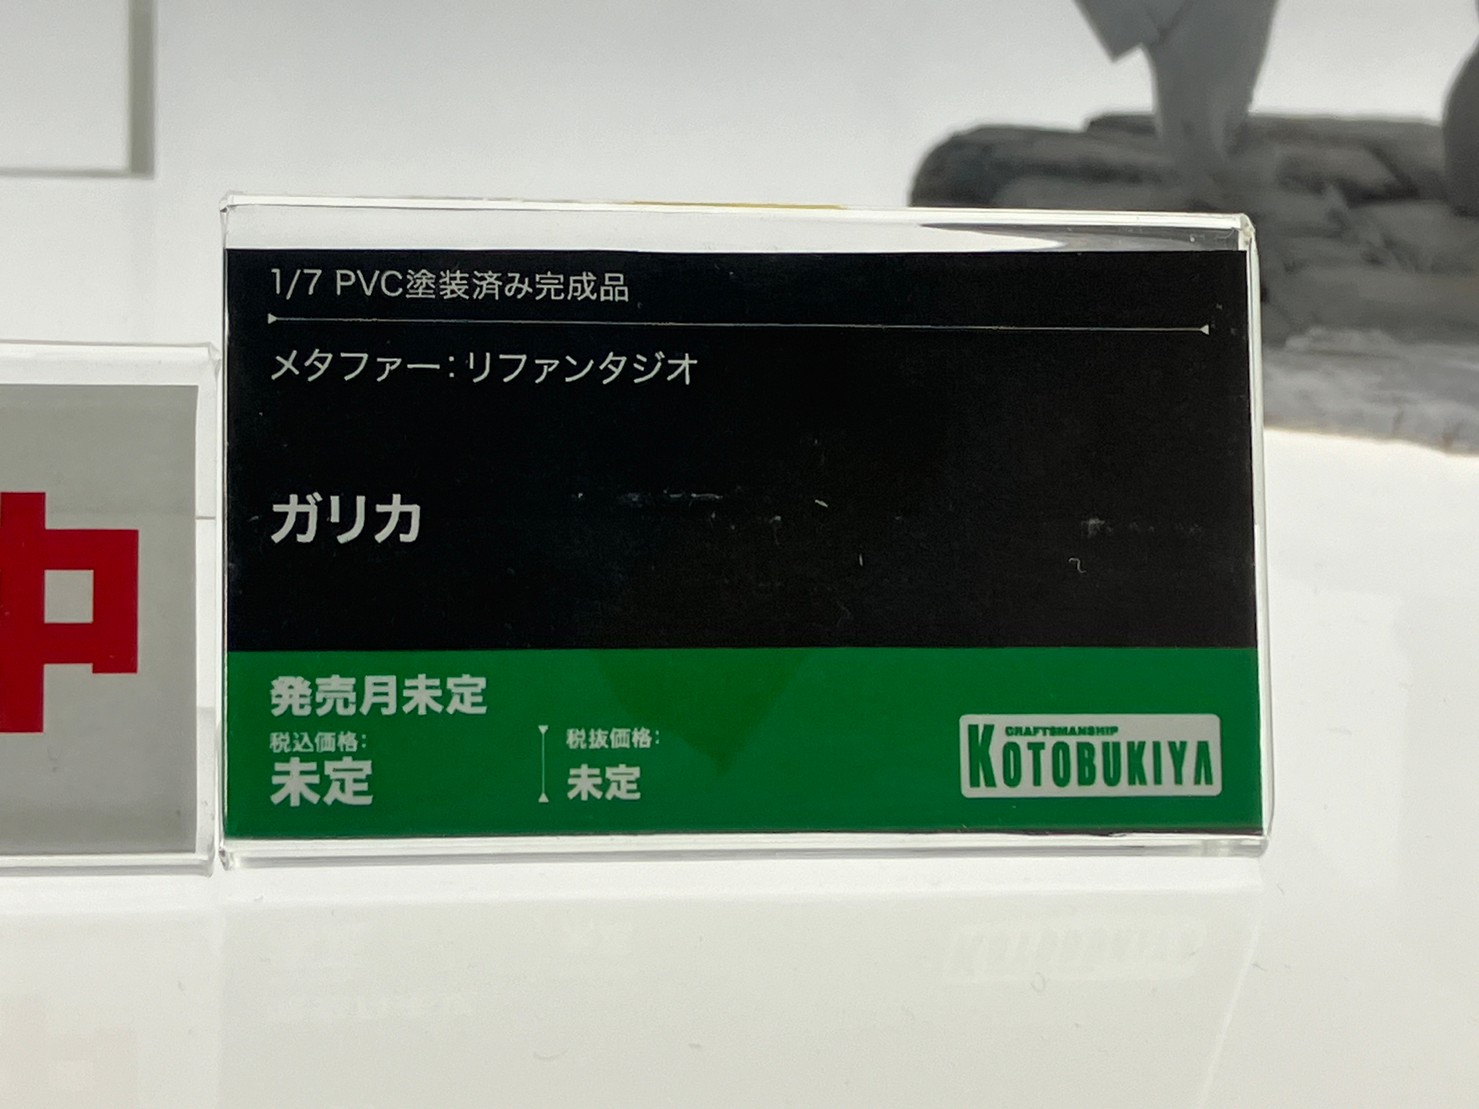 1/7 PVC塗装済み完成品
メタファー：リファンタジオ
ガリカ
発売月未定
税込価格：
未定
税抜価格：
未定
CRAFTSMANSHIP
KOTOBUKIYA
中